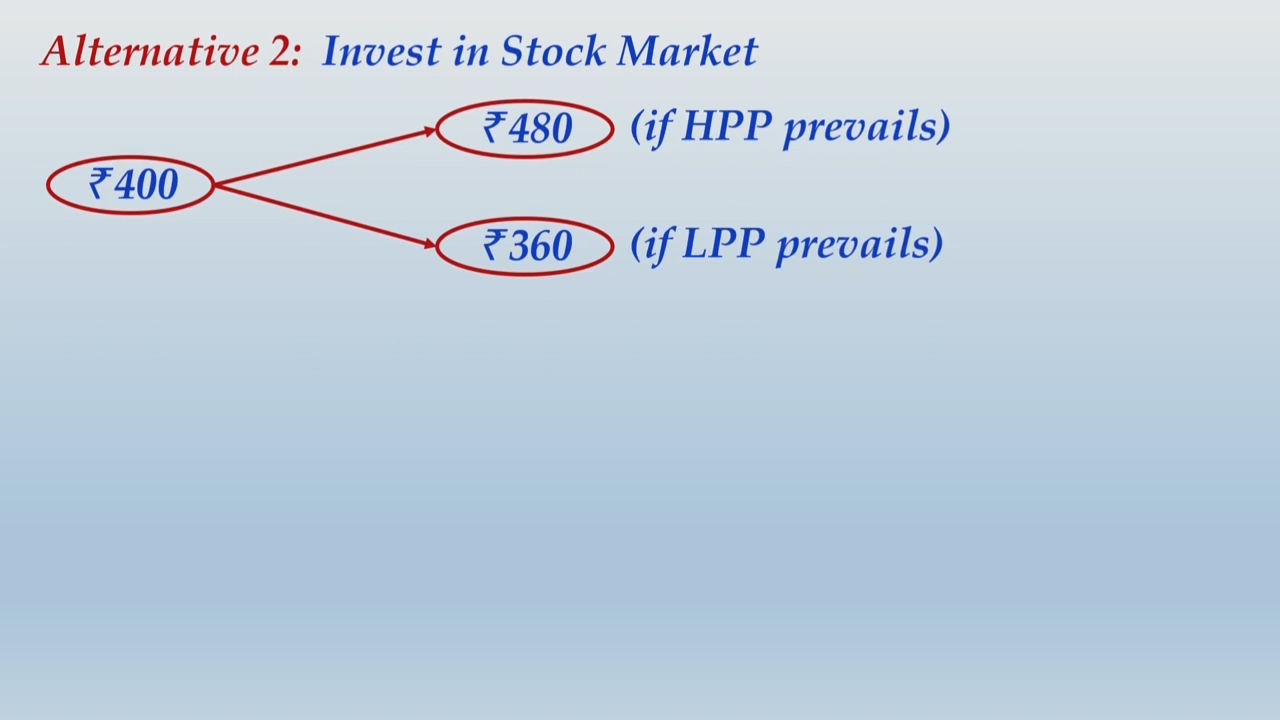 Alternative 2: Invest in Stock Market
₹480 (if HPP prevails)
₹400
₹360 (if LPP prevails)